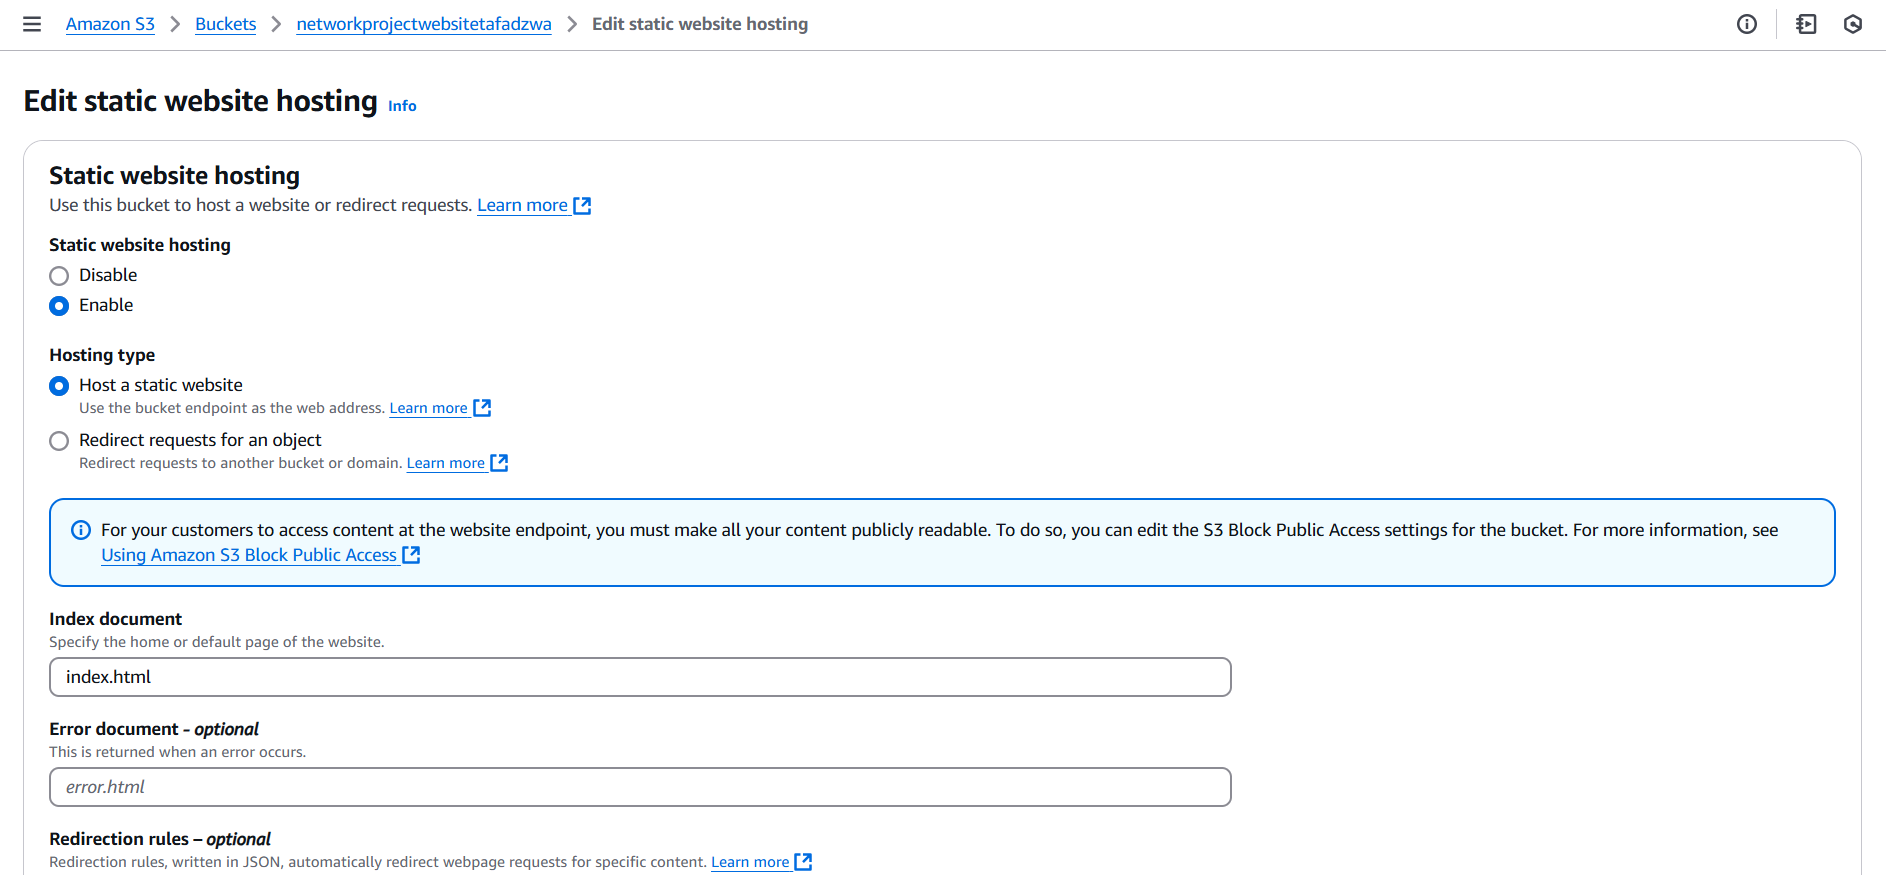 Amazon S3 > Buckets > networkprojectwebsitetafadzwa > Edit static website hosting
Edit static website hosting Info
Static website hosting
Use this bucket to host a website or redirect requests. Learn more
Static website hosting
Disable
Enable
Hosting type
Host a static website
Use the bucket endpoint as the web address. Learn more
Redirect requests for an object
Redirect requests to another bucket or domain. Learn more
For your customers to access content at the website endpoint, you must make all your content publicly readable. To do so, you can edit the S3 Block Public Access settings for the bucket. For more information, see
Using Amazon S3 Block Public Access
Index document
Specify the home or default page of the website.
index.html
Error document - optional
This is returned when an error occurs.
error.html
Redirection rules – optional
Redirection rules, written in JSON, automatically redirect webpage requests for specific content. Learn more